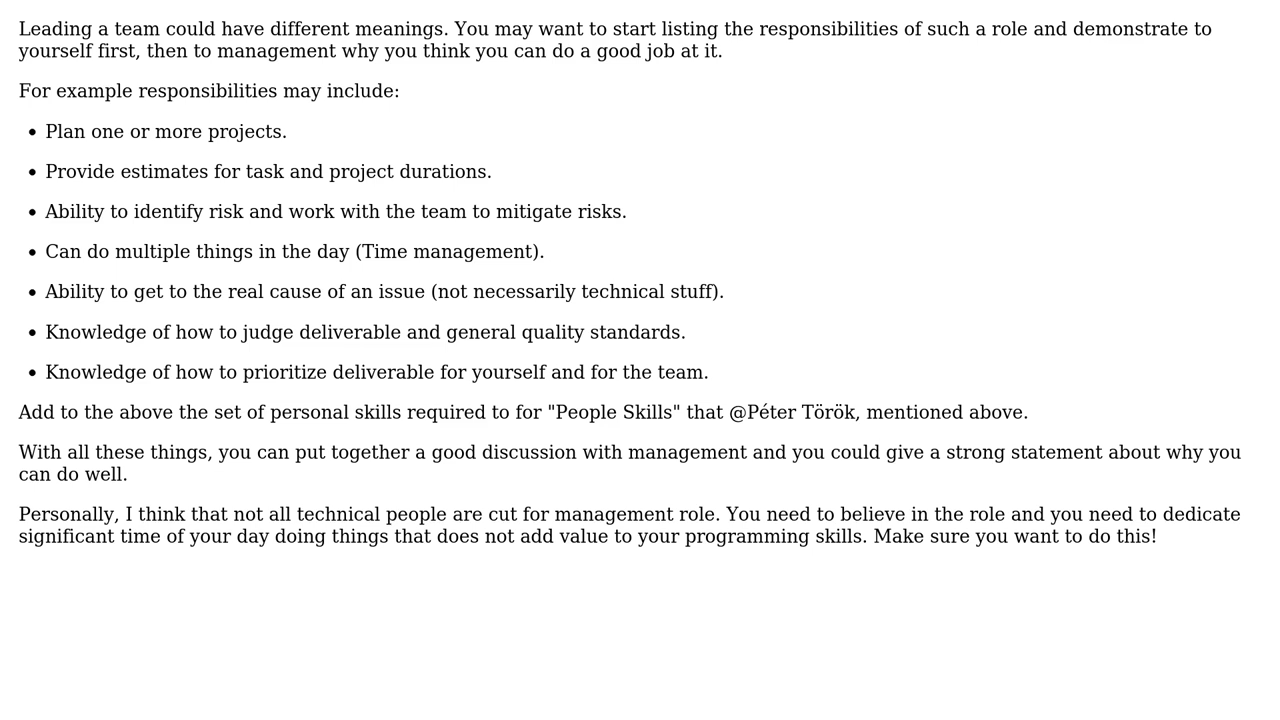 Leading a team could have different meanings. You may want to start listing the responsibilities of such a role and demonstrate to
yourself first, then to management why you think you can do a good job at it.
For example responsibilities may include:
• Plan one or more projects.
• Provide estimates for task and project durations.
• Ability to identify risk and work with the team to mitigate risks.
• Can do multiple things in the day (Time management).
• Ability to get to the real cause of an issue (not necessarily technical stuff).
• Knowledge of how to judge deliverable and general quality standards.
• Knowledge of how to prioritize deliverable for yourself and for the team.
Add to the above the set of personal skills required to for "People Skills" that @Péter Török, mentioned above.
With all these things, you can put together a good discussion with management and you could give a strong statement about why you
can do well.
Personally, I think that not all technical people are cut for management role. You need to believe in the role and you need to dedicate
significant time of your day doing things that does not add value to your programming skills. Make sure you want to do this!